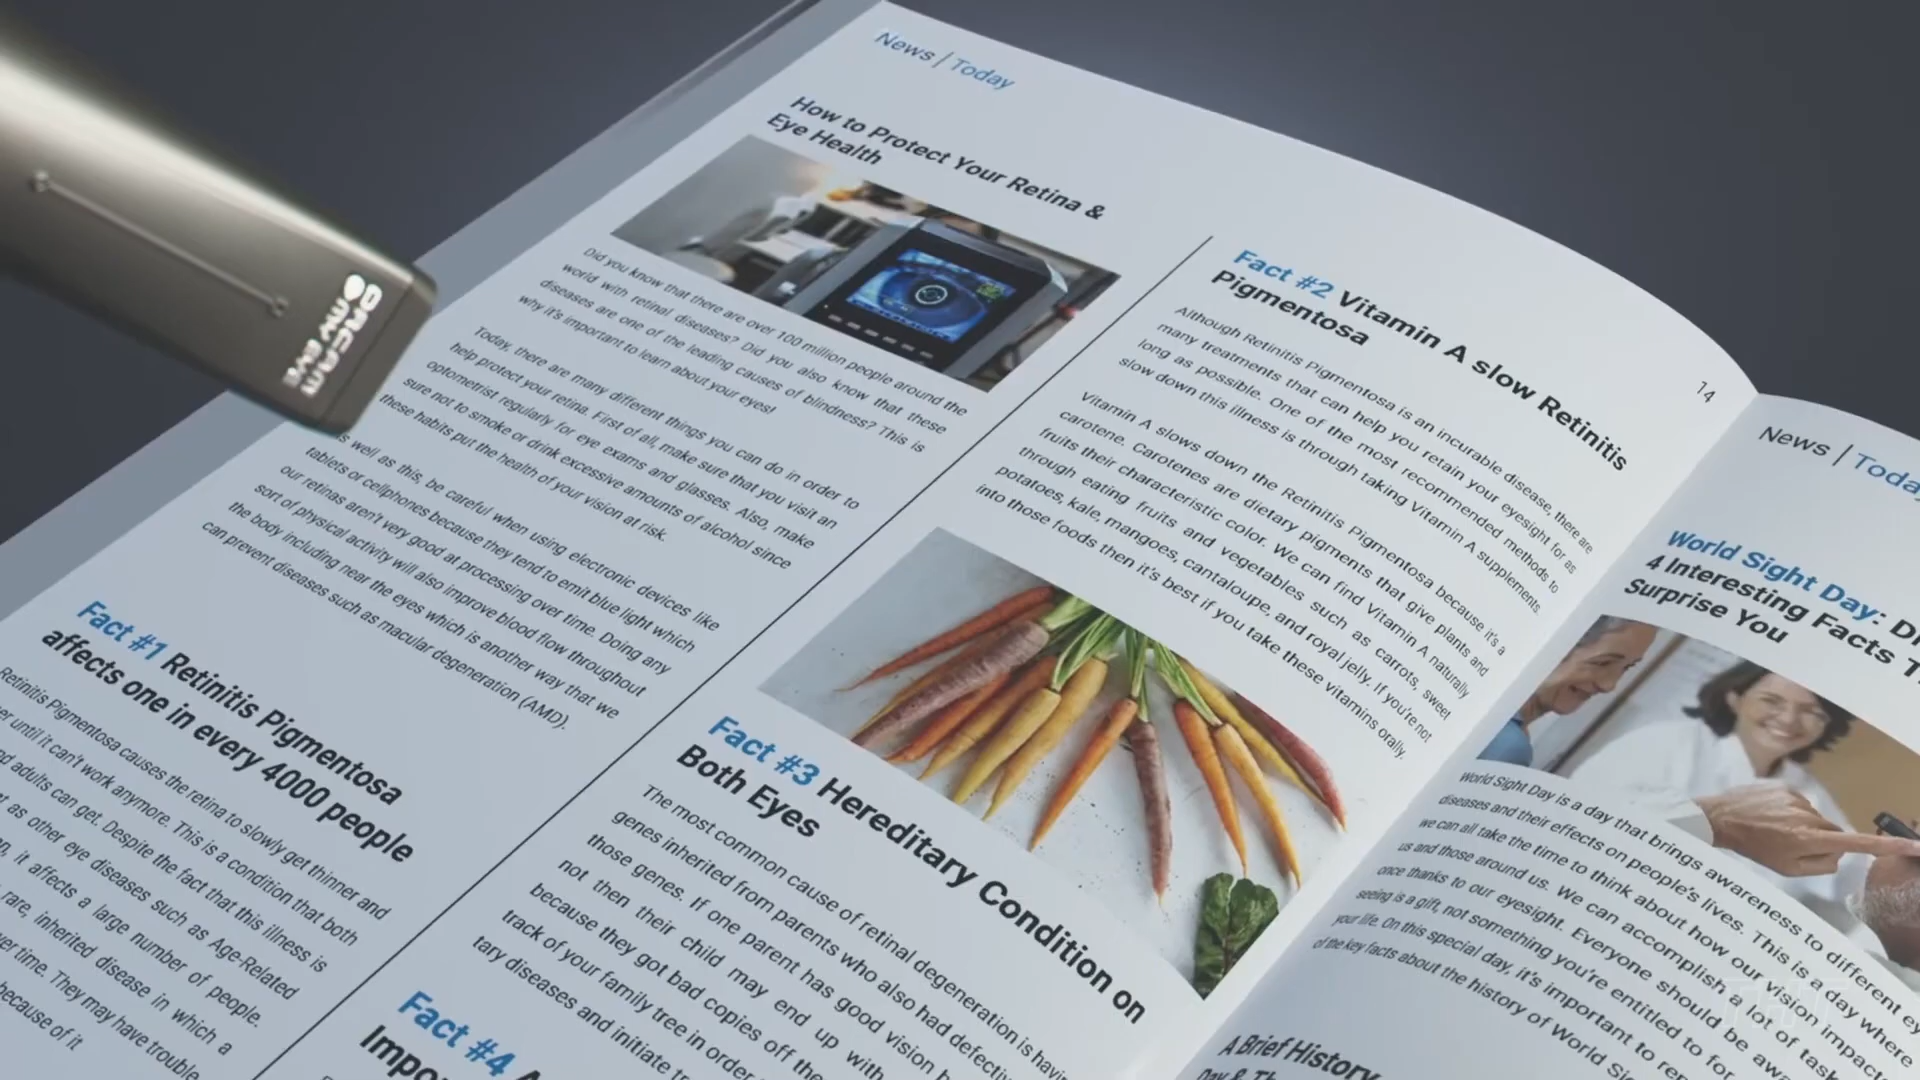 ORCAM
MY EYE
News | Today
How to Protect Your Retina &
Eye Health
Did you know that there are over 100 million people around the
world with retinal diseases? Did you also know that these
diseases are one of the leading causes of blindness? This is
why it's important to learn about your eyes!
Today, there are many different things you can do in order to
help protect your retina. First of all, make sure that you visit an
optometrist regularly for eye exams and glasses. Also, make
sure not to smoke or drink excessive amounts of alcohol since
these habits put the health of your vision at risk.
well as this, be careful when using electronic devices like
tablets or cellphones because they tend to emit blue light which
our retinas aren't very good at processing over time. Doing any
sort of physical activity will also improve blood flow throughout
the body including near the eyes which is another way that we
can prevent diseases such as macular degeneration (AMD).
Fact #1 Retinitis Pigmentosa
affects one in every 4000 people
Retinitis Pigmentosa causes the retina to slowly get thinner and
until it can't work anymore. This is a condition that both
adults can get. Despite the fact that this illness is
as other eye diseases such as Age-Related
it affects a large number of people.
rare, inherited disease in which a
time. They may have trouble
because of it
Fact #2 Vitamin A slow Retinitis
Pigmentosa
Although Retinitis Pigmentosa is an incurable disease, there are
many treatments that can help you retain your eyesight for as
long as possible. One of the most recommended methods to
slow down this illness is through taking Vitamin A supplements.
Vitamin A slows down the Retinitis Pigmentosa because it's a
carotene. Carotenes are dietary pigments that give plants and
fruits their characteristic color. We can find Vitamin A naturally
through eating fruits and vegetables such as carrots, sweet
potatoes, kale, mangoes, cantaloupe, and royal jelly. If you're not
into those foods then it's best if you take these vitamins orally.
Fact #3 Hereditary Condition on
Both Eyes
The most common cause of retinal degeneration is
genes inherited from parents who also had
those genes. If one parent has good vision
not then their child may end up with
because they got bad copies off the
track of your family tree in order
tary diseases and initiate
Fact #4
14
News | Today
World Sight Day:
4 Interesting Facts
Surprise You
World Sight Day is a day that brings awareness to different
diseases and their effects on people's lives. This is a day where
we can all take the time to think about how our vision impacts
us and those around us. We can accomplish a lot of
once thanks to our eyesight. Everyone should be
seeing is a gift, not something you're entitled to for
your life. On this special day, it's important to
of the key facts about the history of World
A Brief History